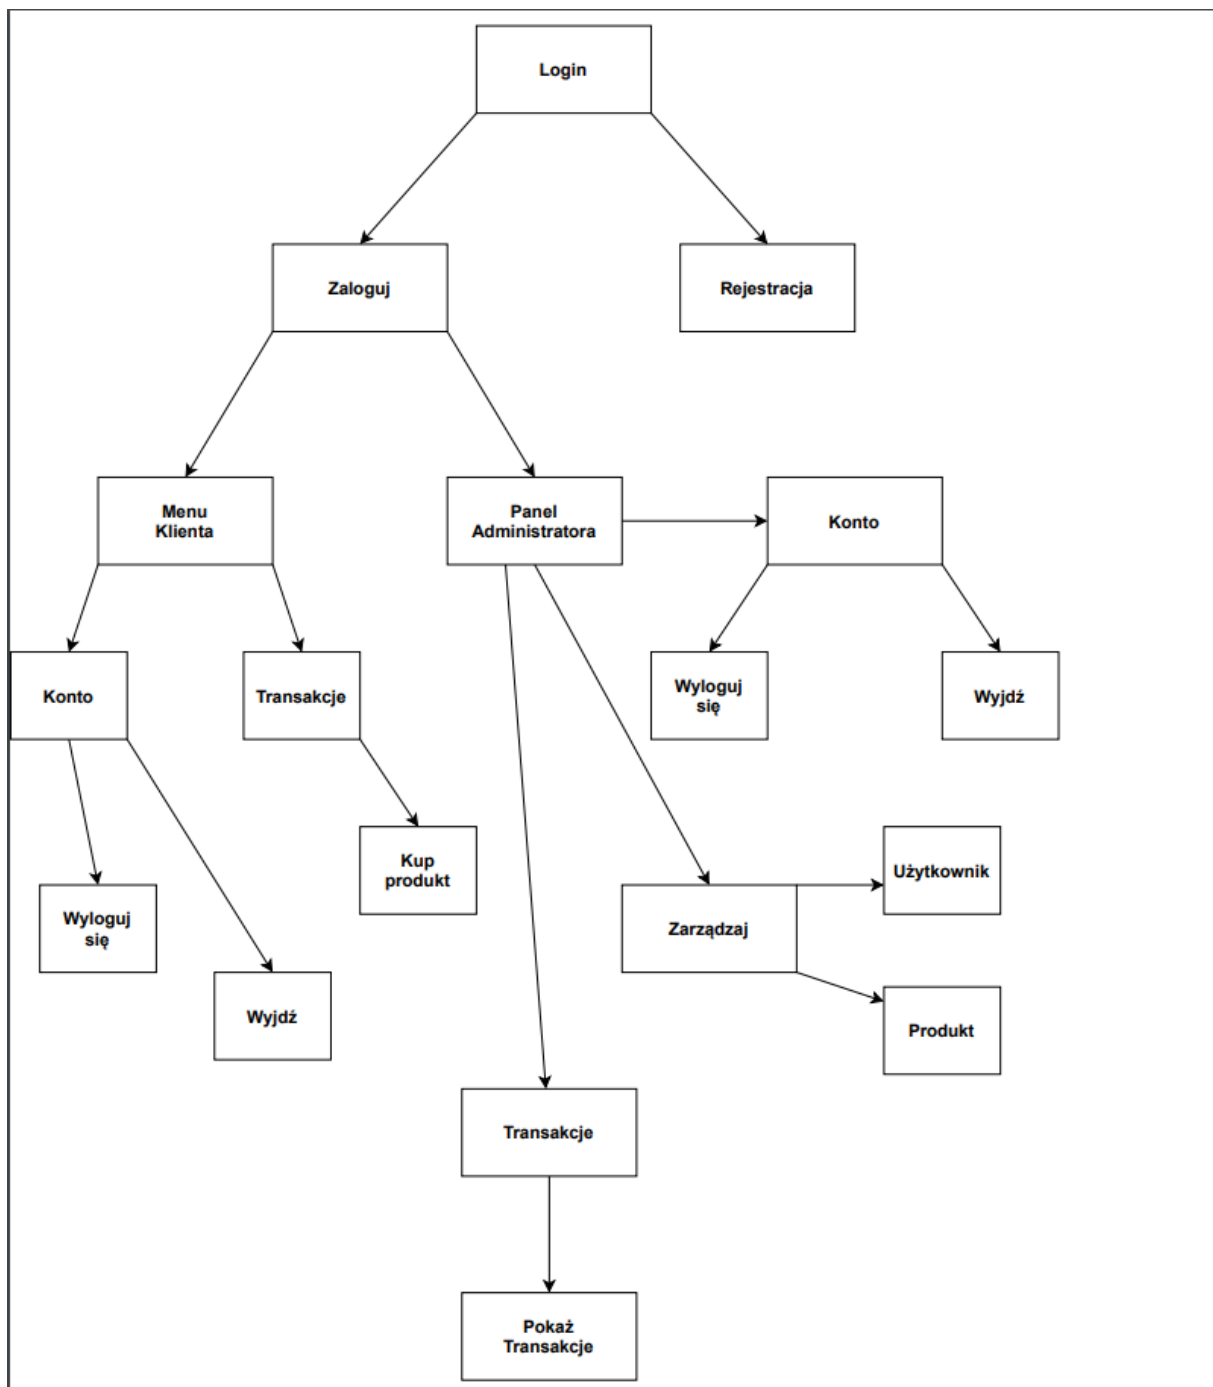 Login
Zaloguj
Rejestracja
Menu
Klienta
Panel
Administratora
Konto
Konto
Transakcje
Wyloguj
się
Wyjdź
Kup
produkt
Użytkownik
Wyloguj
się
Zarządzaj
Wyjdź
Produkt
Transakcje
Pokaż
Transakcje